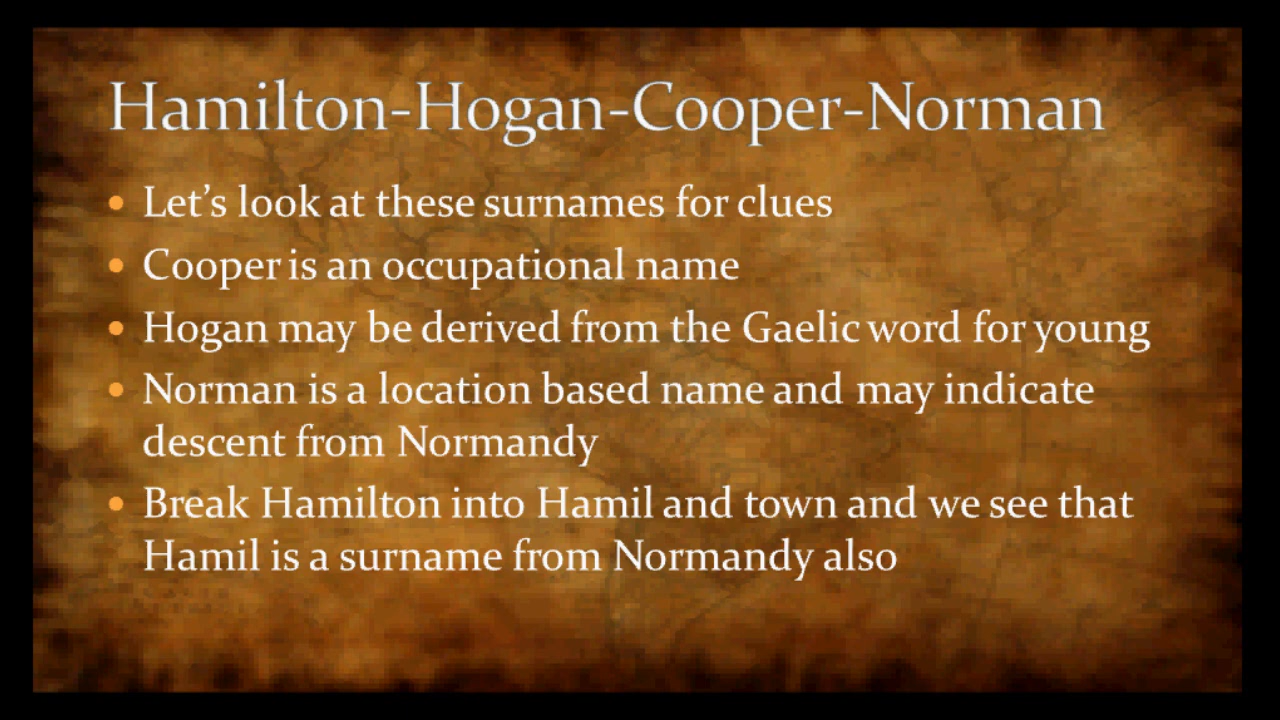 Hamilton-Hogan-Cooper-Norman
• Let’s look at these surnames for clues
• Cooper is an occupational name
• Hogan may be derived from the Gaelic word for young
• Norman is a location based name and may indicate
descent from Normandy
• Break Hamilton into Hamil and town and we see that
Hamil is a surname from Normandy also